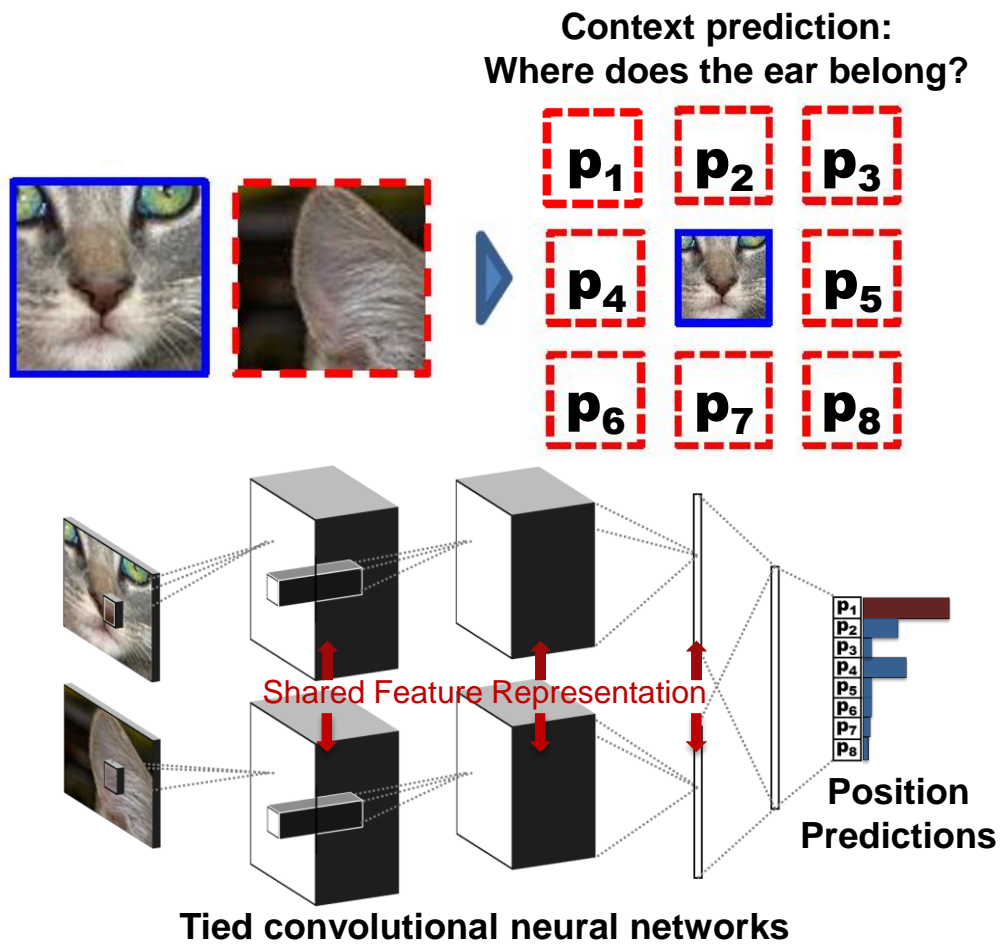 Context prediction:
Where does the ear belong?
p1 p2 p3
p4 p5
p6 p7 p8
Shared Feature Representation
p1
p2
p3
p4
p5
p6
p7
p8
Position
Predictions
Tied convolutional neural networks